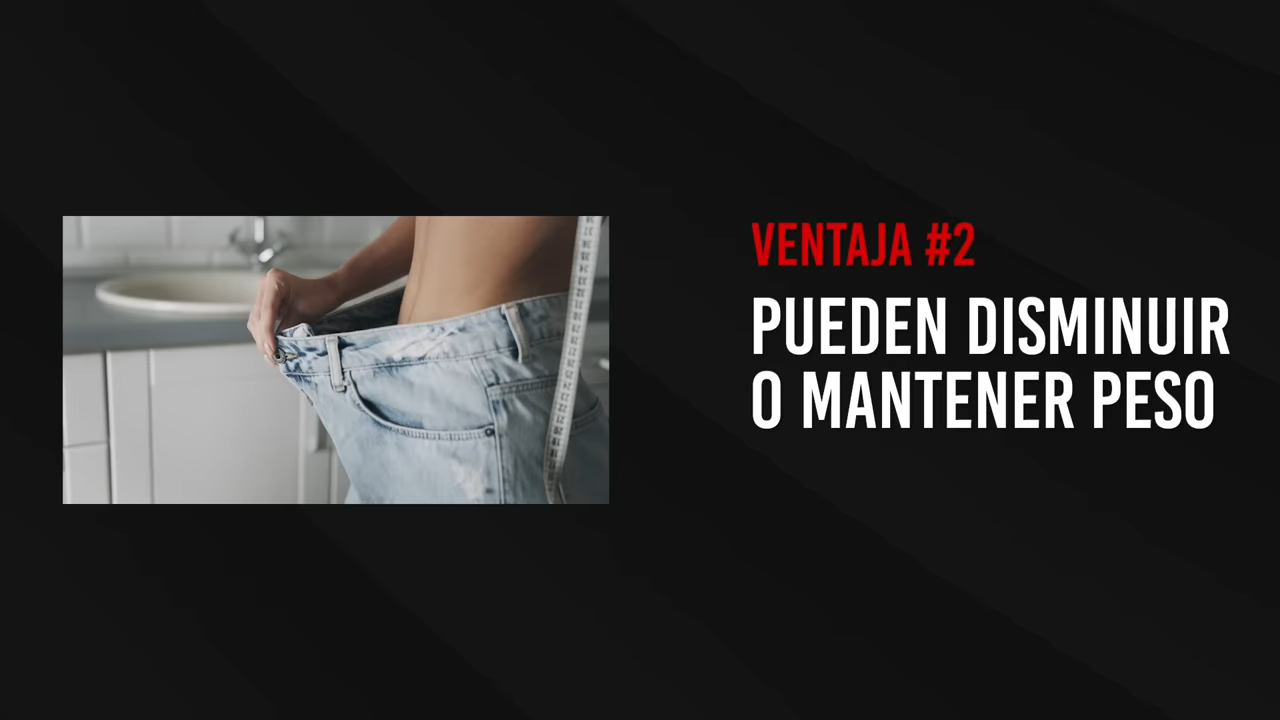 VENTAJA #2
PUEDEN DISMINUIR
O MANTENER PESO